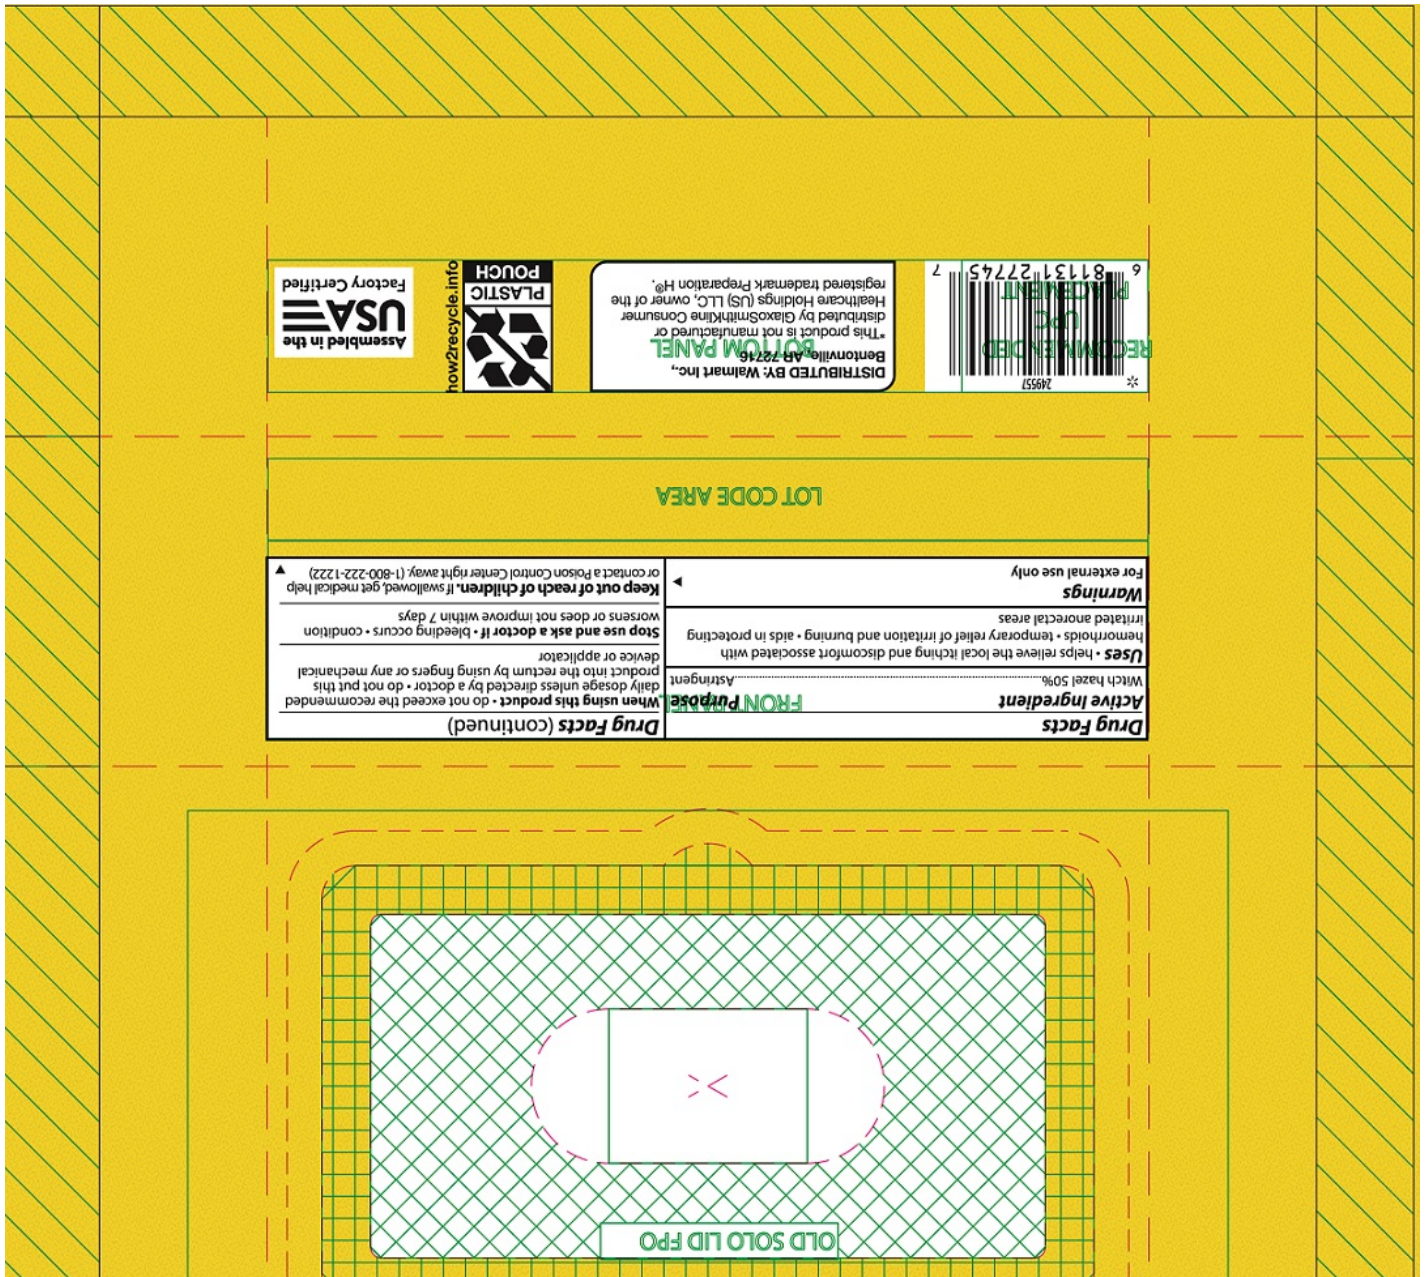 OLD SOLO LID FPO
Drug Facts
Active Ingredient Purpose
Witch hazel 50%................Astringent
Uses • helps relieve the local itching and discomfort associated with
hemorrhoids • temporary relief of irritation and burning • aids in protecting
irritated anorectal areas
Warnings
For external use only
FRONT PANEL
Drug Facts (continued)
When using this product • do not exceed the recommended
daily dosage unless directed by a doctor • do not put this
product into the rectum by using fingers or any mechanical
device or applicator
Stop use and ask a doctor if • bleeding occurs • condition
worsens or does not improve within 7 days
Keep out of reach of children. If swallowed, get medical help
or contact a Poison Control Center right away. (1-800-222-1222)
LOT CODE AREA
249557
RECOMMENDED
UPC
PLACEMENT
6 81131 27745 7
DISTRIBUTED BY: Walmart Inc.,
Bentonville, AR 72716
BOTTOM PANEL
*This product is not manufactured or
distributed by GlaxoSmithKline Consumer
Healthcare Holdings (US) LLC, owner of the
registered trademark Preparation H®.
PLASTIC
POUCH
how2recycle.info
Assembled in the
USA
Factory Certified